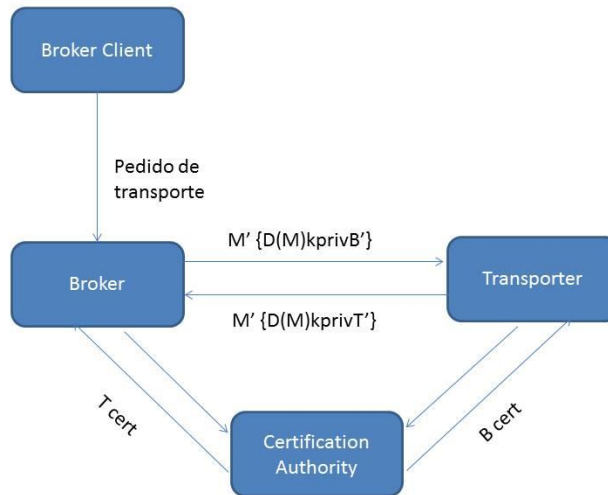 Broker Client
Pedido de
transporte
M’ {D(M)kprivB’}
Broker
Transporter
M’ {D(M)kprivT’}
T cert
B cert
Certification
Authority